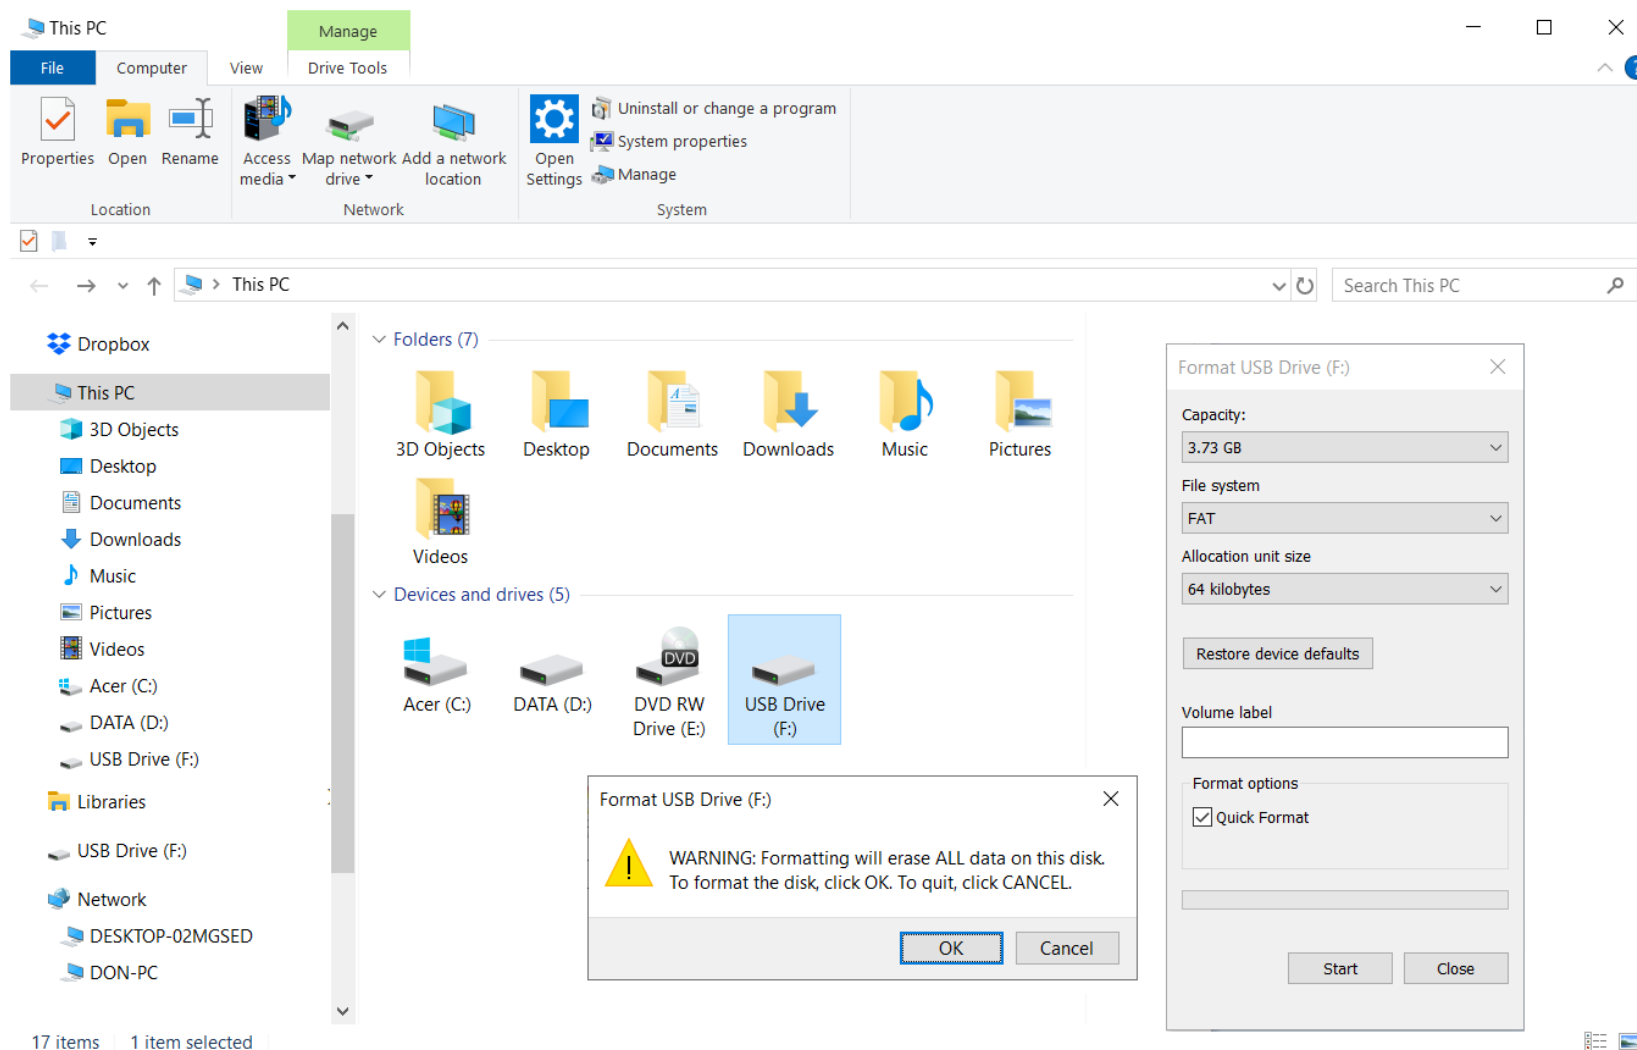 This PC
Manage
File
Computer
View
Drive Tools
Properties
Open
Rename
Access
media
Map network
drive
Add a network
location
Open
Settings
Uninstall or change a program
System properties
Manage
Location
Network
System
This PC
Search This PC
Dropbox
This PC
3D Objects
Desktop
Documents
Downloads
Music
Pictures
Videos
Acer (C:)
DATA (D:)
USB Drive (F:)
Libraries
USB Drive (F:)
Network
DESKTOP-02MGSED
DON-PC
Folders (7)
3D Objects
Desktop
Documents
Downloads
Music
Pictures
Videos
Devices and drives (5)
Acer (C:)
DATA (D:)
DVD
DVD RW
Drive (E:)
USB Drive
(F:)
Format USB Drive (F:)
WARNING: Formatting will erase ALL data on this disk.
To format the disk, click OK. To quit, click CANCEL.
OK
Cancel
Format USB Drive (F:)
Capacity:
3.73 GB
File system
FAT
Allocation unit size
64 kilobytes
Restore device defaults
Volume label
Format options
Quick Format
Start
Close
17 items
1 item selected